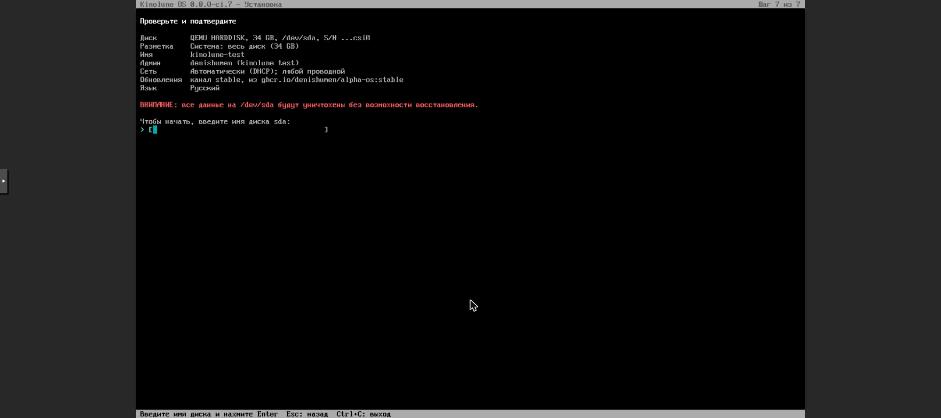 Kinolune OS 0.0.0-ci.7 - Установка Шаг 7 из 7
Проверьте и подтвердите
Диск QEMU HARDDISK, 34 GB, /dev/sda, S/N ...csi0
Разметка Система: весь диск (34 GB)
Имя kinolune-test
Админ denishumen (kinolune test)
Сеть Автоматически (DHCP); любой проводной
Обновления канал stable, из ghcr.io/denishumen/alpha-os:stable
Язык Русский
ВНИМАНИЕ: все данные на /dev/sda будут уничтожены без возможности восстановления.
Чтобы начать, введите имя диска sda:
> [ ]
Введите имя диска и нажмите Enter Esc: назад Ctrl+C: выход